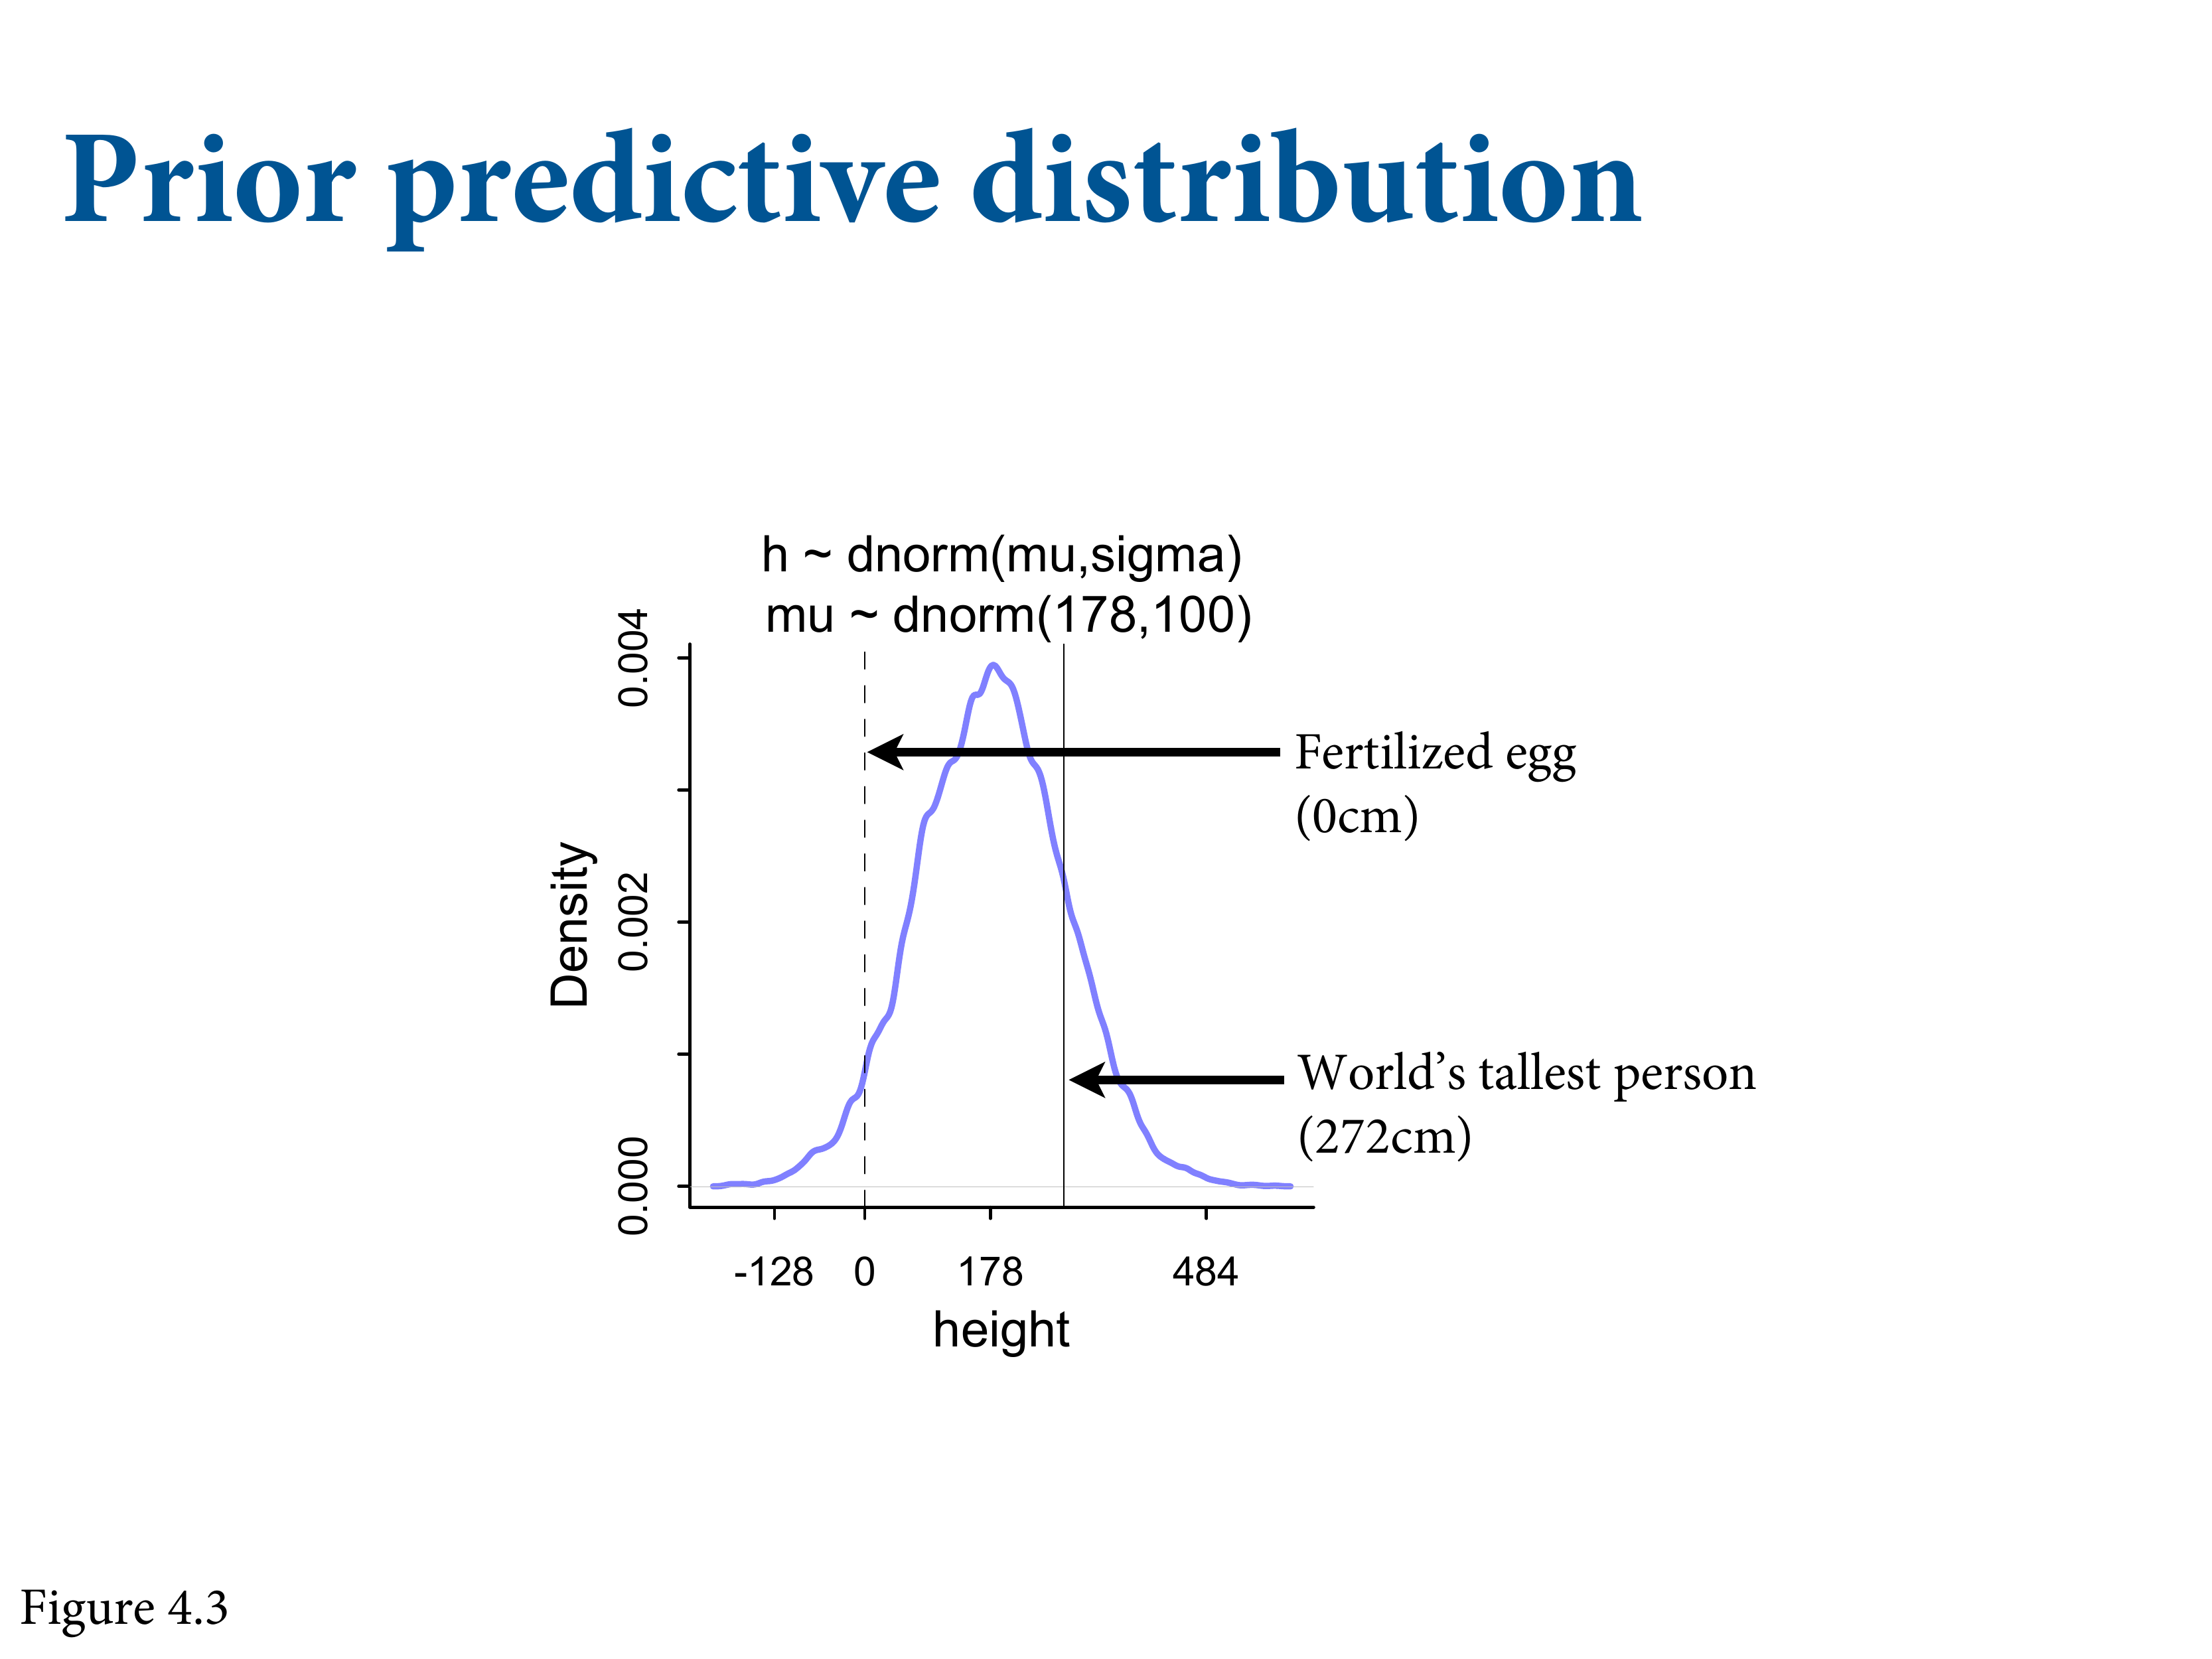 Prior predictive distribution
h ~ dnorm(mu,sigma)
mu ~ dnorm(178,100)
0.004
0.002
0.000
Density
Fertilized egg
(0cm)
World’s tallest person
(272cm)
-128 0 178 484
height
Figure 4.3